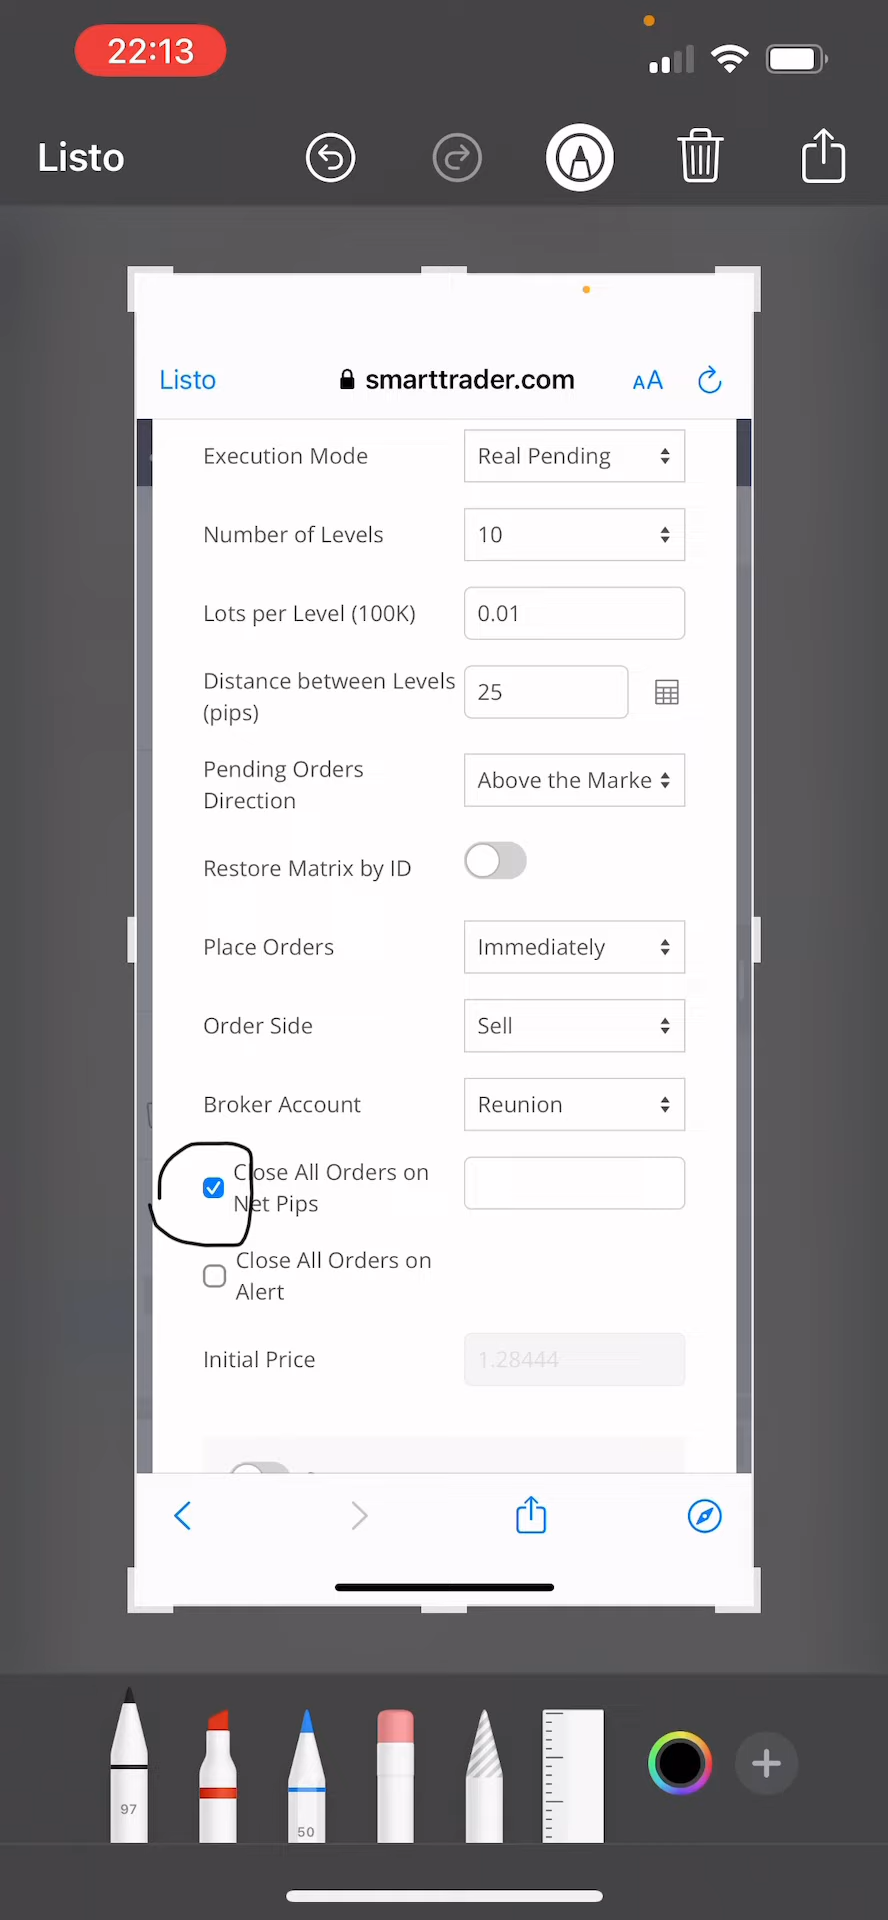 22:13
Listo
Listo smarttrader.com AA
Execution Mode Real Pending
Number of Levels 10
Lots per Level (100K) 0.01
Distance between Levels
(pips) 25
Pending Orders
Direction Above the Marke
Restore Matrix by ID
Place Orders Immediately
Order Side Sell
Broker Account Reunion
Close All Orders on
Net Pips
Close All Orders on
Alert
Initial Price 1.28444
97
50